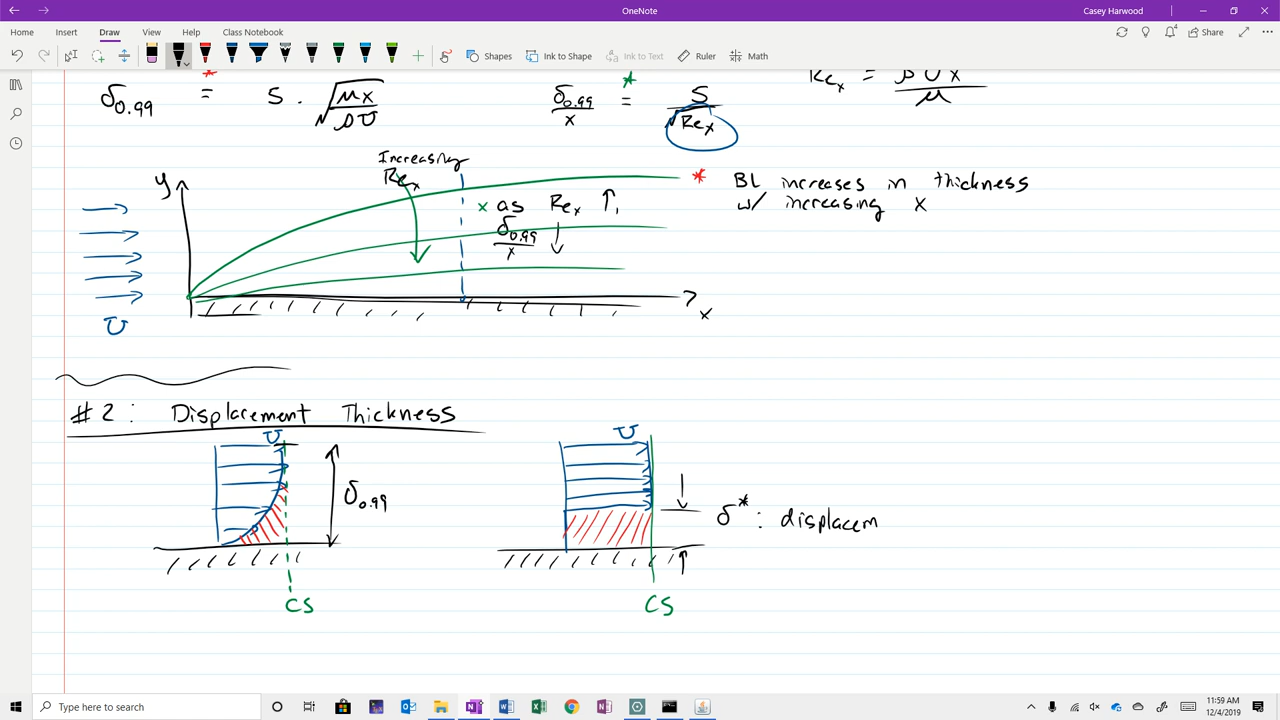 OneNote
Casey Harwood
Home Insert Draw View Help Class Notebook
Share
Shapes Ink to Shape Ink to Text Ruler Math
δ0.99 = 5 · √μx/ρU
*
δ0.99/x = 5/√Rex
*
Rex = ρUx/μ
Increasing
Rex
y
U
x
× as Rex ↑,
δ0.99/x ↓
* BL increases in thickness
w/ increasing x
#2: Displacement Thickness
U
δ0.99
CS
U
δ*: displacem
CS
Type here to search
11:59 AM
12/4/2019